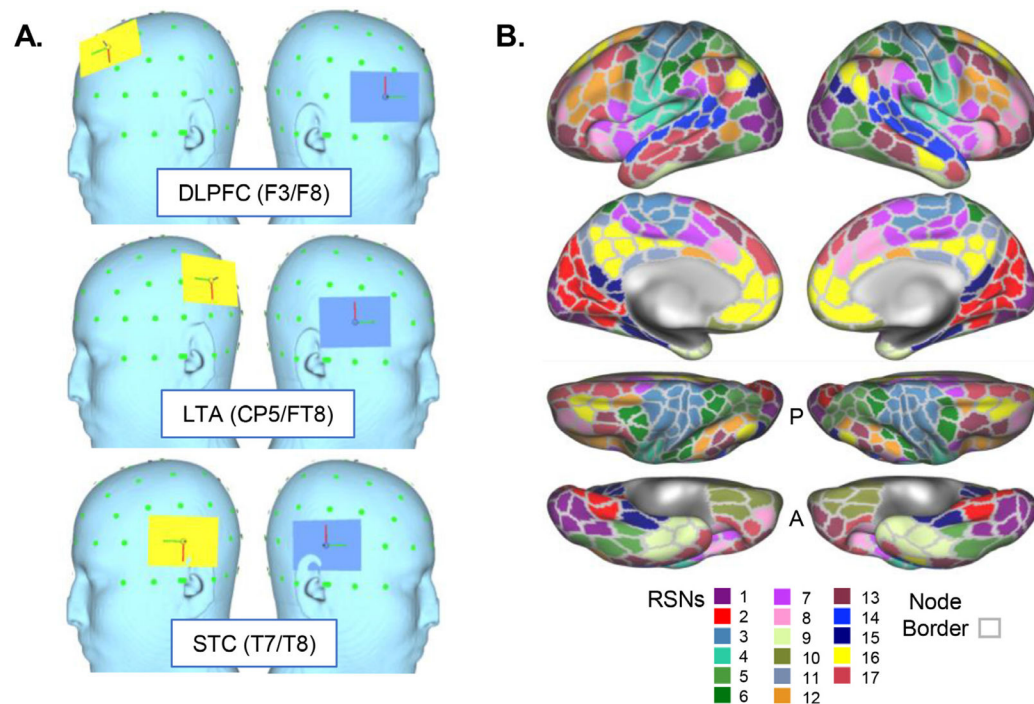 A.
DLPFC (F3/F8)
LTA (CP5/FT8)
STC (T7/T8)
B.
P
A
RSNs
1 7 13
2 8 14
3 9 15
4 10 16
5 11 17
6 12
Node
Border